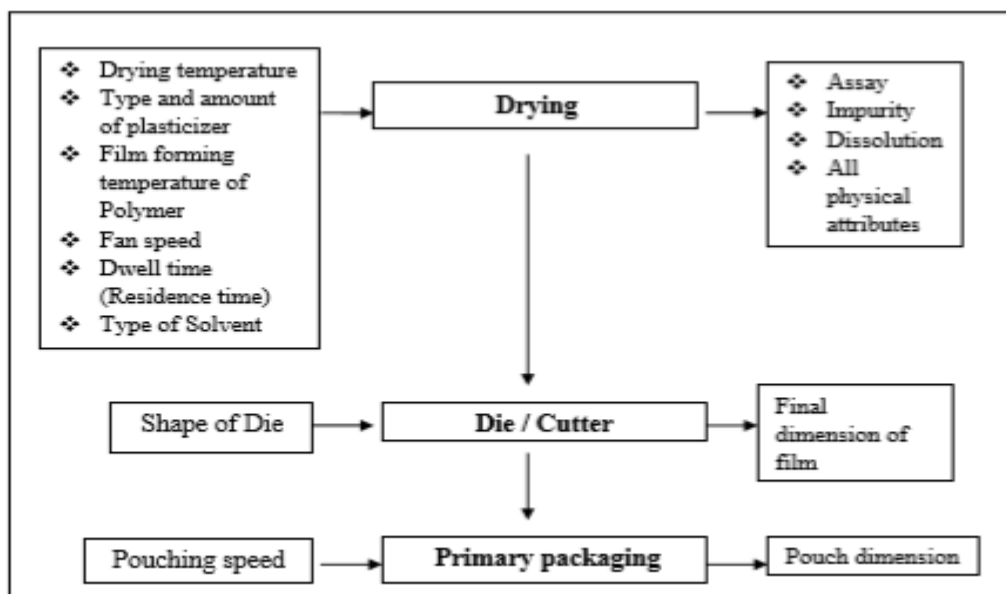 ❖ Drying temperature
❖ Type and amount
of plasticizer
❖ Film forming
temperature of
Polymer
❖ Fan speed
❖ Dwell time
(Residence time)
❖ Type of Solvent
Drying
❖ Assay
❖ Impurity
❖ Dissolution
❖ All
physical
attributes
Shape of Die
Die / Cutter
Final
dimension of
film
Pouching speed
Primary packaging
Pouch dimension